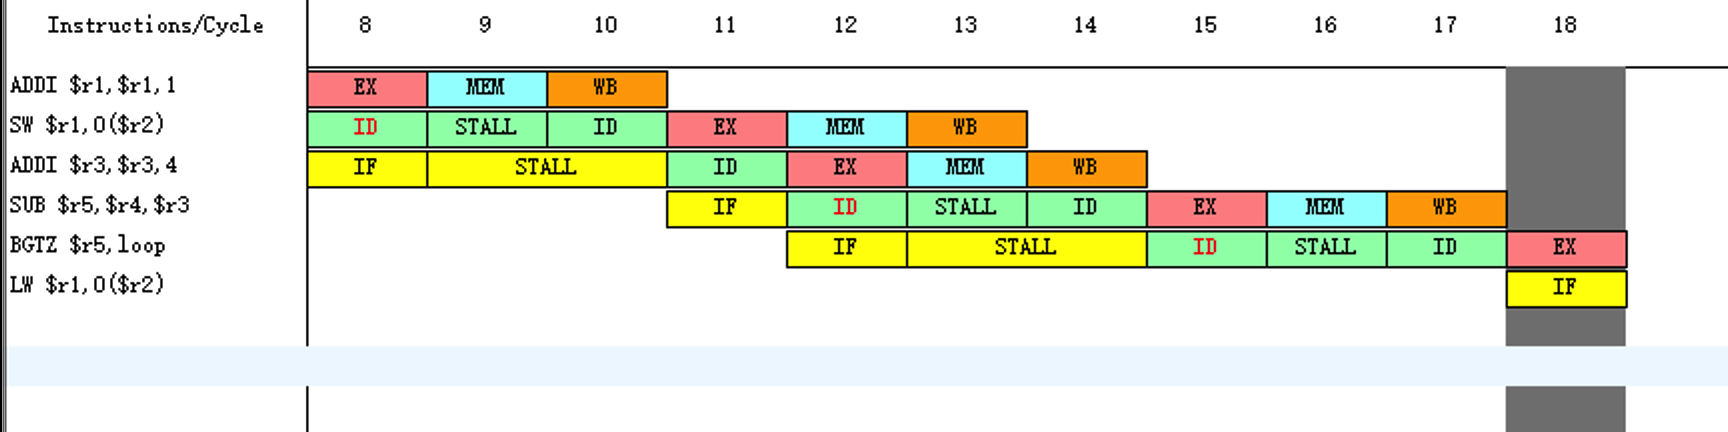 Instructions/Cycle 8 9 10 11 12 13 14 15 16 17 18
ADDI $r1,$r1,1 EX MEM WB
SW $r1,0($r2) ID STALL ID EX MEM WB
ADDI $r3,$r3,4 IF STALL ID EX MEM WB
SUB $r5,$r4,$r3 IF ID STALL ID EX MEM WB
BGTZ $r5,loop IF STALL ID STALL ID EX
LW $r1,0($r2) IF